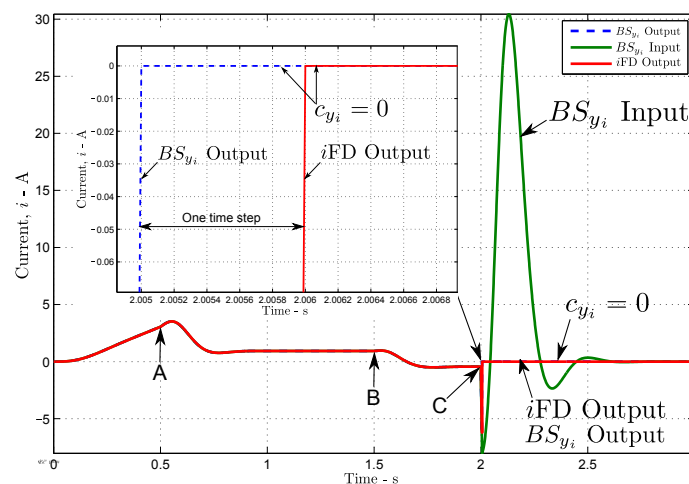 30
25
20
15
10
5
0
−5
Current, i - A
0
0.5
1
1.5
2
2.5
Time - s
BS_{y_i} Output
BS_{y_i} Input
iFD Output
0
−0.01
−0.02
−0.03
−0.04
−0.05
−0.06
Current, i - A
2.005
2.0052
2.0054
2.0056
2.0058
2.006
2.0062
2.0064
2.0066
2.0068
Time - s
c_{y_i} = 0
BS_{y_i} Output
iFD Output
One time step
BS_{y_i} Input
c_{y_i} = 0
A
B
C
iFD Output
BS_{y_i} Output